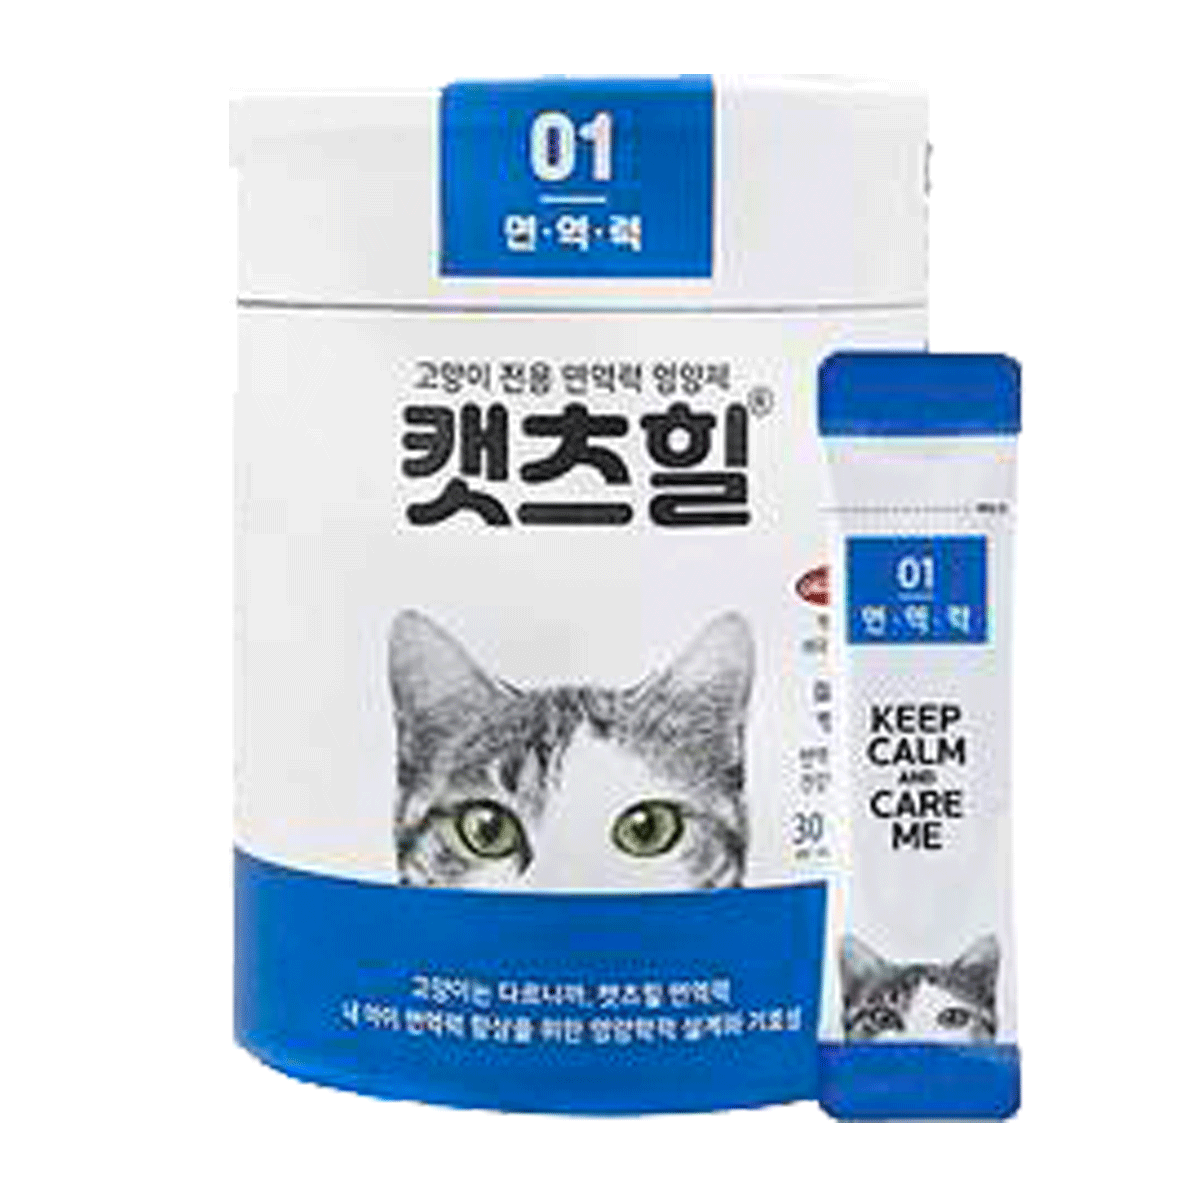 01
면·역·력
고양이 전용 면역력 영양제
캣츠힐®
30
고양이는 다르니까, 캣츠힐 면역력
내 아이 면역력 향상을 위한 영양학적 설계와 기호성
01
면·역·력
KEEP
CALM
AND
CARE
ME